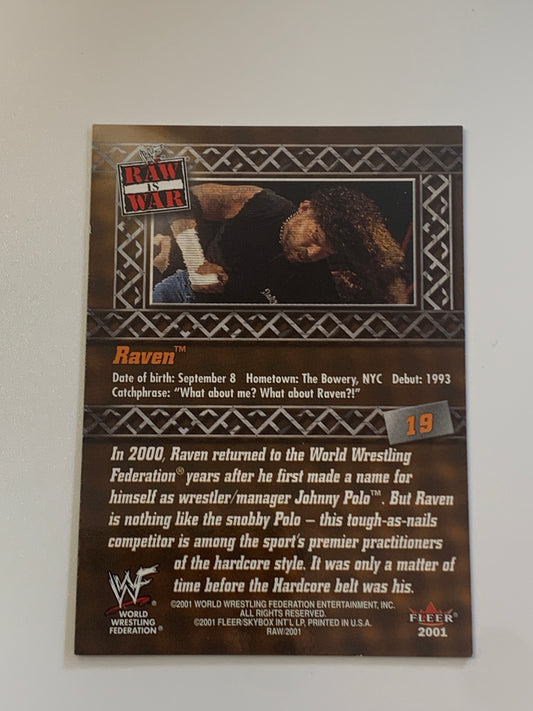 RAW
IS
WAR
Raven™
Date of birth: September 8 Hometown: The Bowery, NYC Debut: 1993
Catchphrase: “What about me? What about Raven?!”
19
In 2000, Raven returned to the World Wrestling
Federation® years after he first made a name for
himself as wrestler/manager Johnny Polo™. But Raven
is nothing like the snobby Polo – this tough-as-nails
competitor is among the sport's premier practitioners
of the hardcore style. It was only a matter of
time before the Hardcore belt was his.
WORLD
WRESTLING
FEDERATION®
©2001 WORLD WRESTLING FEDERATION ENTERTAINMENT, INC.
ALL RIGHTS RESERVED.
©2001 FLEER/SKYBOX INT'L LP, PRINTED IN U.S.A.
RAW/2001
FLEER®
2001